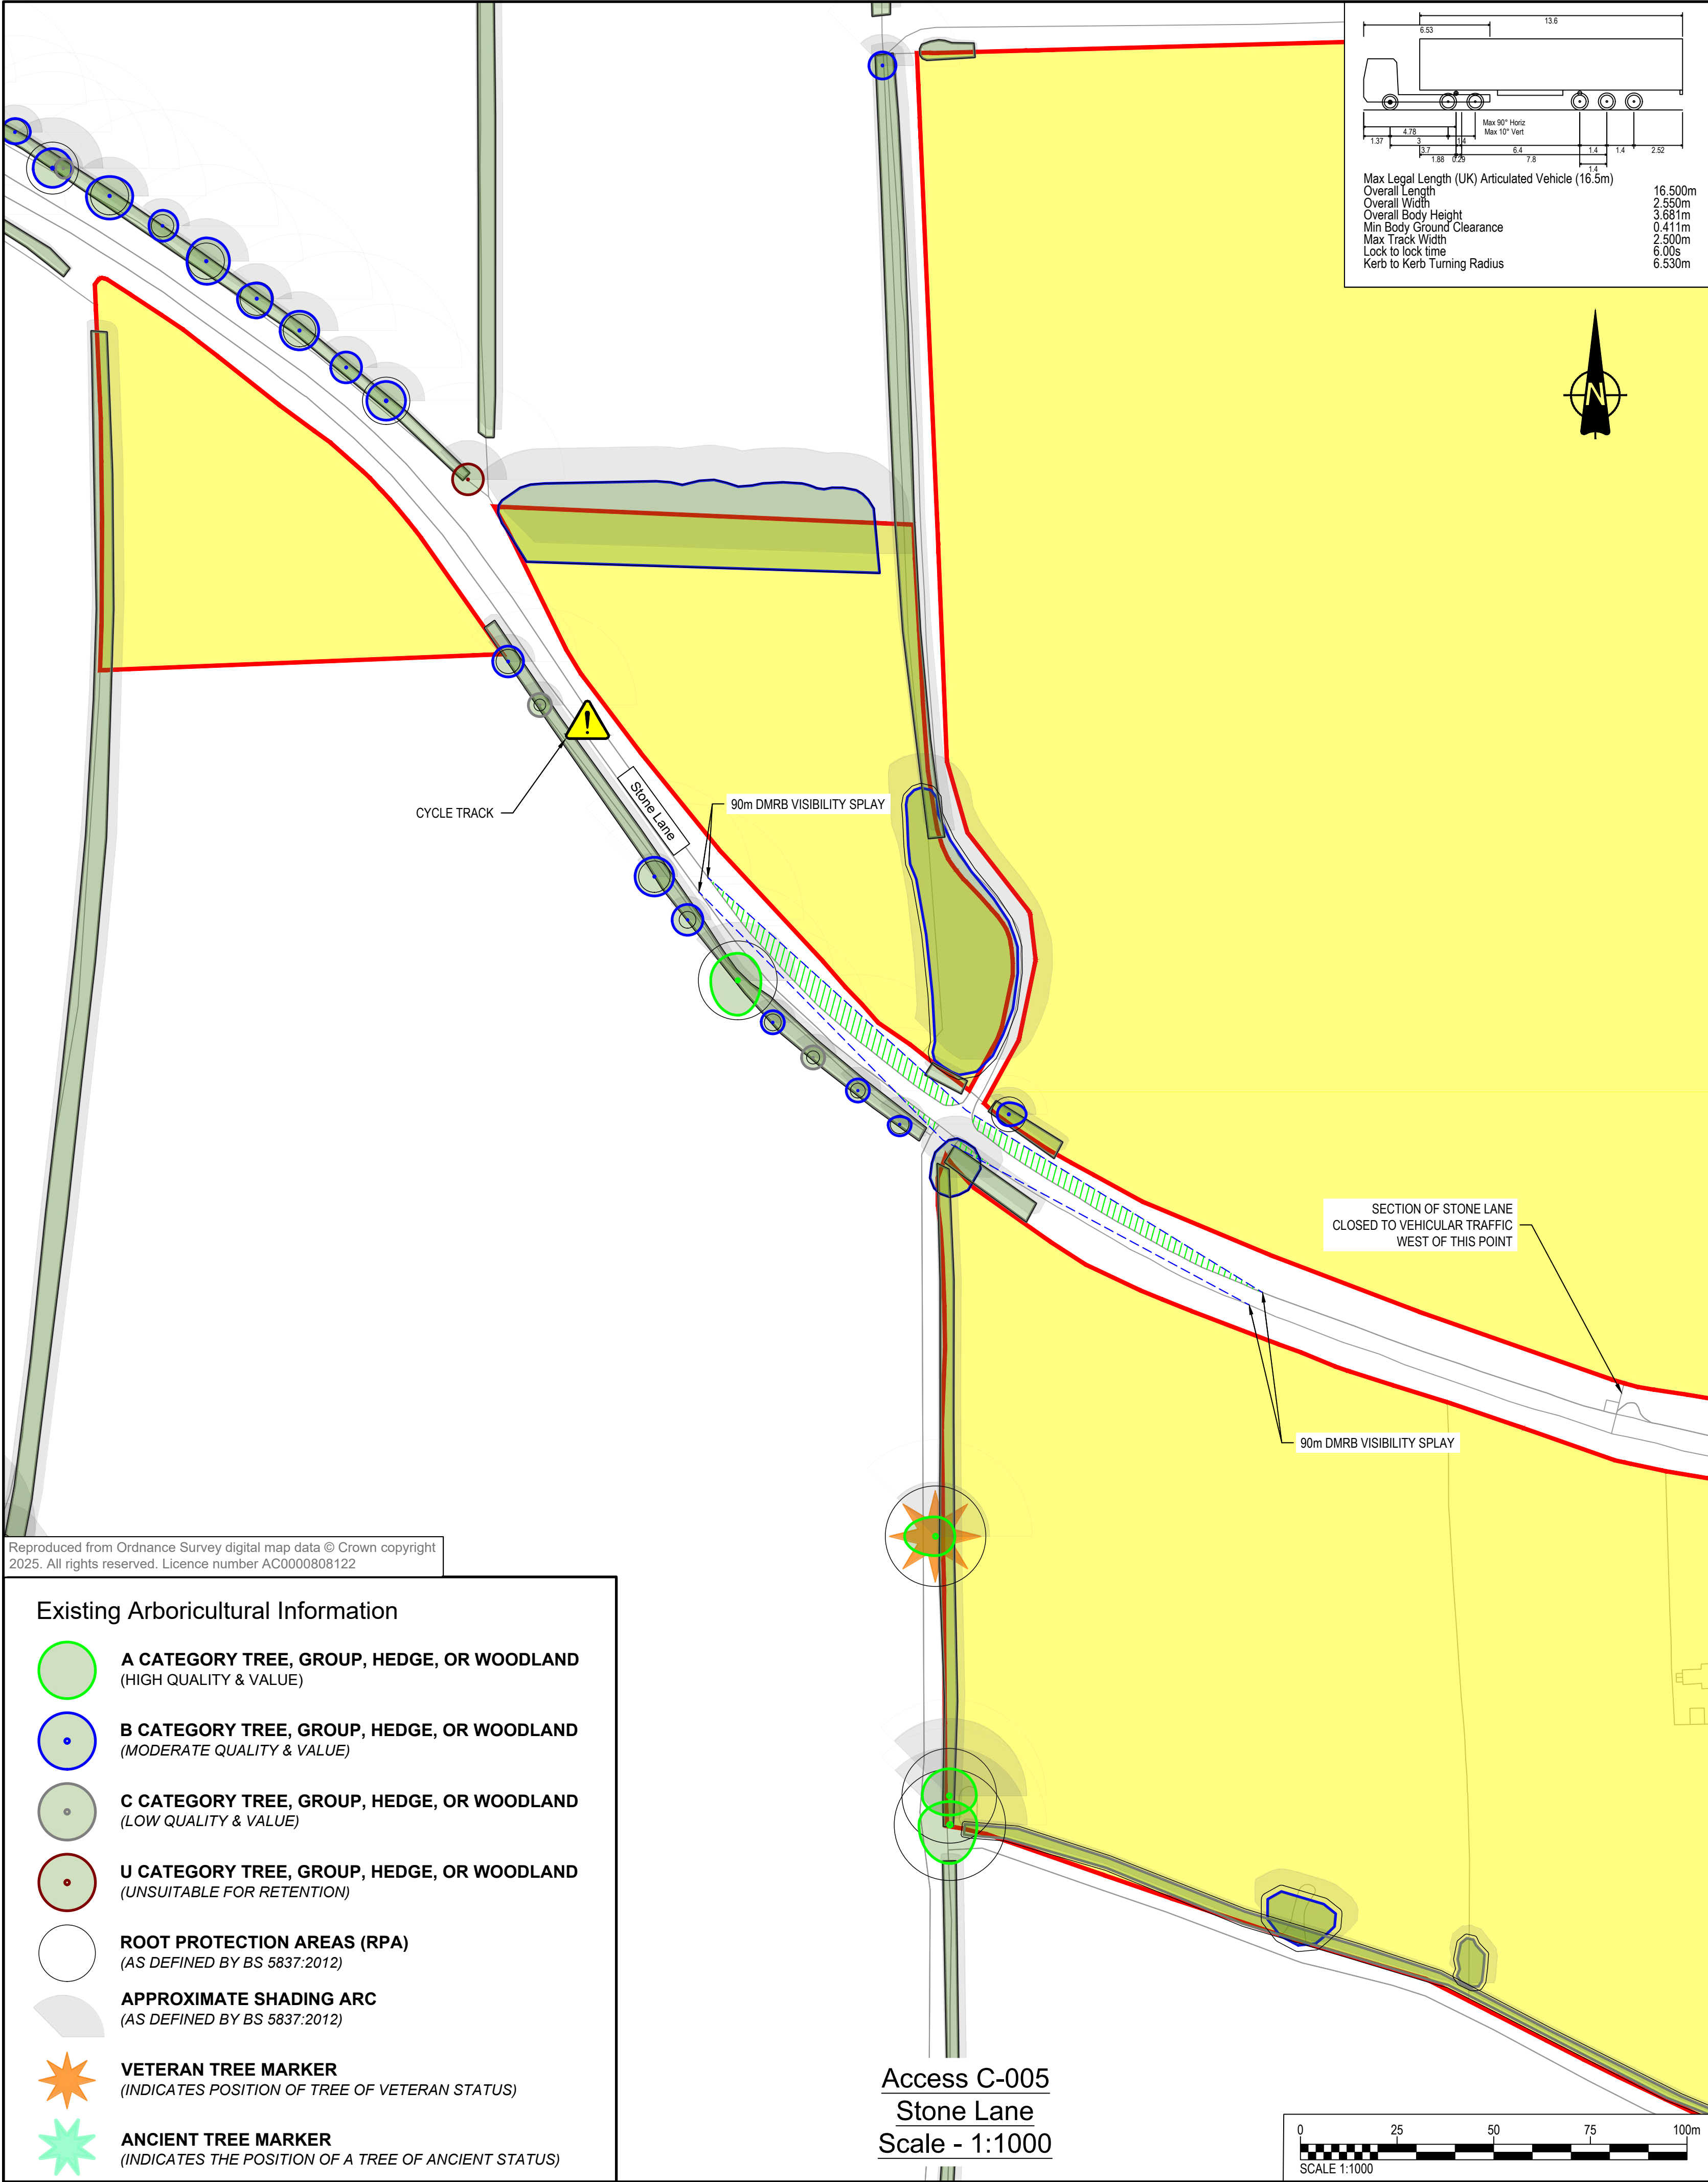 13.6
6.53
Max 90° Horiz
Max 10° Vert
4.78
1.37
3
1.4
3.7
6.4
1.4
1.4
2.52
1.88
0.29
7.8
1.4
Max Legal Length (UK) Articulated Vehicle (16.5m)
Overall Length 16.500m
Overall Width 2.550m
Overall Body Height 3.681m
Min Body Ground Clearance 0.411m
Max Track Width 2.500m
Lock to lock time 6.00s
Kerb to Kerb Turning Radius 6.530m
N
!
CYCLE TRACK
Stone Lane
90m DMRB VISIBILITY SPLAY
SECTION OF STONE LANE
CLOSED TO VEHICULAR TRAFFIC
WEST OF THIS POINT
90m DMRB VISIBILITY SPLAY
Reproduced from Ordnance Survey digital map data © Crown copyright
2025. All rights reserved. Licence number AC0000808122
Existing Arboricultural Information
A CATEGORY TREE, GROUP, HEDGE, OR WOODLAND
(HIGH QUALITY & VALUE)
B CATEGORY TREE, GROUP, HEDGE, OR WOODLAND
(MODERATE QUALITY & VALUE)
C CATEGORY TREE, GROUP, HEDGE, OR WOODLAND
(LOW QUALITY & VALUE)
U CATEGORY TREE, GROUP, HEDGE, OR WOODLAND
(UNSUITABLE FOR RETENTION)
ROOT PROTECTION AREAS (RPA)
(AS DEFINED BY BS 5837:2012)
APPROXIMATE SHADING ARC
(AS DEFINED BY BS 5837:2012)
VETERAN TREE MARKER
(INDICATES POSITION OF TREE OF VETERAN STATUS)
ANCIENT TREE MARKER
(INDICATES THE POSITION OF A TREE OF ANCIENT STATUS)
Access C-005
Stone Lane
Scale - 1:1000
0 25 50 75 100m
SCALE 1:1000